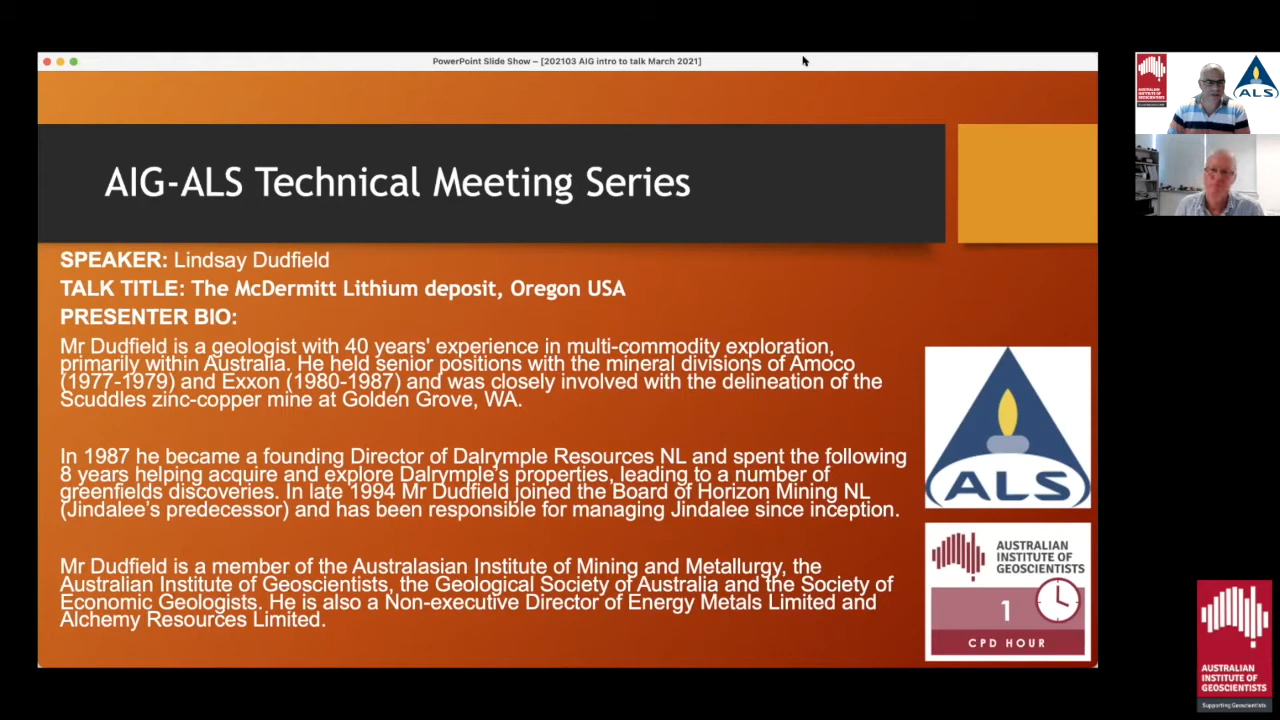 PowerPoint Slide Show – [202103 AIG intro to talk March 2021]
AIG-ALS Technical Meeting Series
SPEAKER: Lindsay Dudfield
TALK TITLE: The McDermitt Lithium deposit, Oregon USA
PRESENTER BIO:
Mr Dudfield is a geologist with 40 years' experience in multi-commodity exploration,
primarily within Australia. He held senior positions with the mineral divisions of Amoco
(1977-1979) and Exxon (1980-1987) and was closely involved with the delineation of the
Scuddles zinc-copper mine at Golden Grove, WA.
In 1987 he became a founding Director of Dalrymple Resources NL and spent the following
8 years helping acquire and explore Dalrymple's properties, leading to a number of
greenfields discoveries. In late 1994 Mr Dudfield joined the Board of Horizon Mining NL
(Jindalee's predecessor) and has been responsible for managing Jindalee since inception.
Mr Dudfield is a member of the Australasian Institute of Mining and Metallurgy, the
Australian Institute of Geoscientists, the Geological Society of Australia and the Society of
Economic Geologists. He is also a Non-executive Director of Energy Metals Limited and
Alchemy Resources Limited.
ALS
AUSTRALIAN
INSTITUTE OF
GEOSCIENTISTS
1
CPD HOUR
AUSTRALIAN
INSTITUTE OF
GEOSCIENTISTS
ALS
AUSTRALIAN
INSTITUTE OF
GEOSCIENTISTS
Supporting Geoscientists